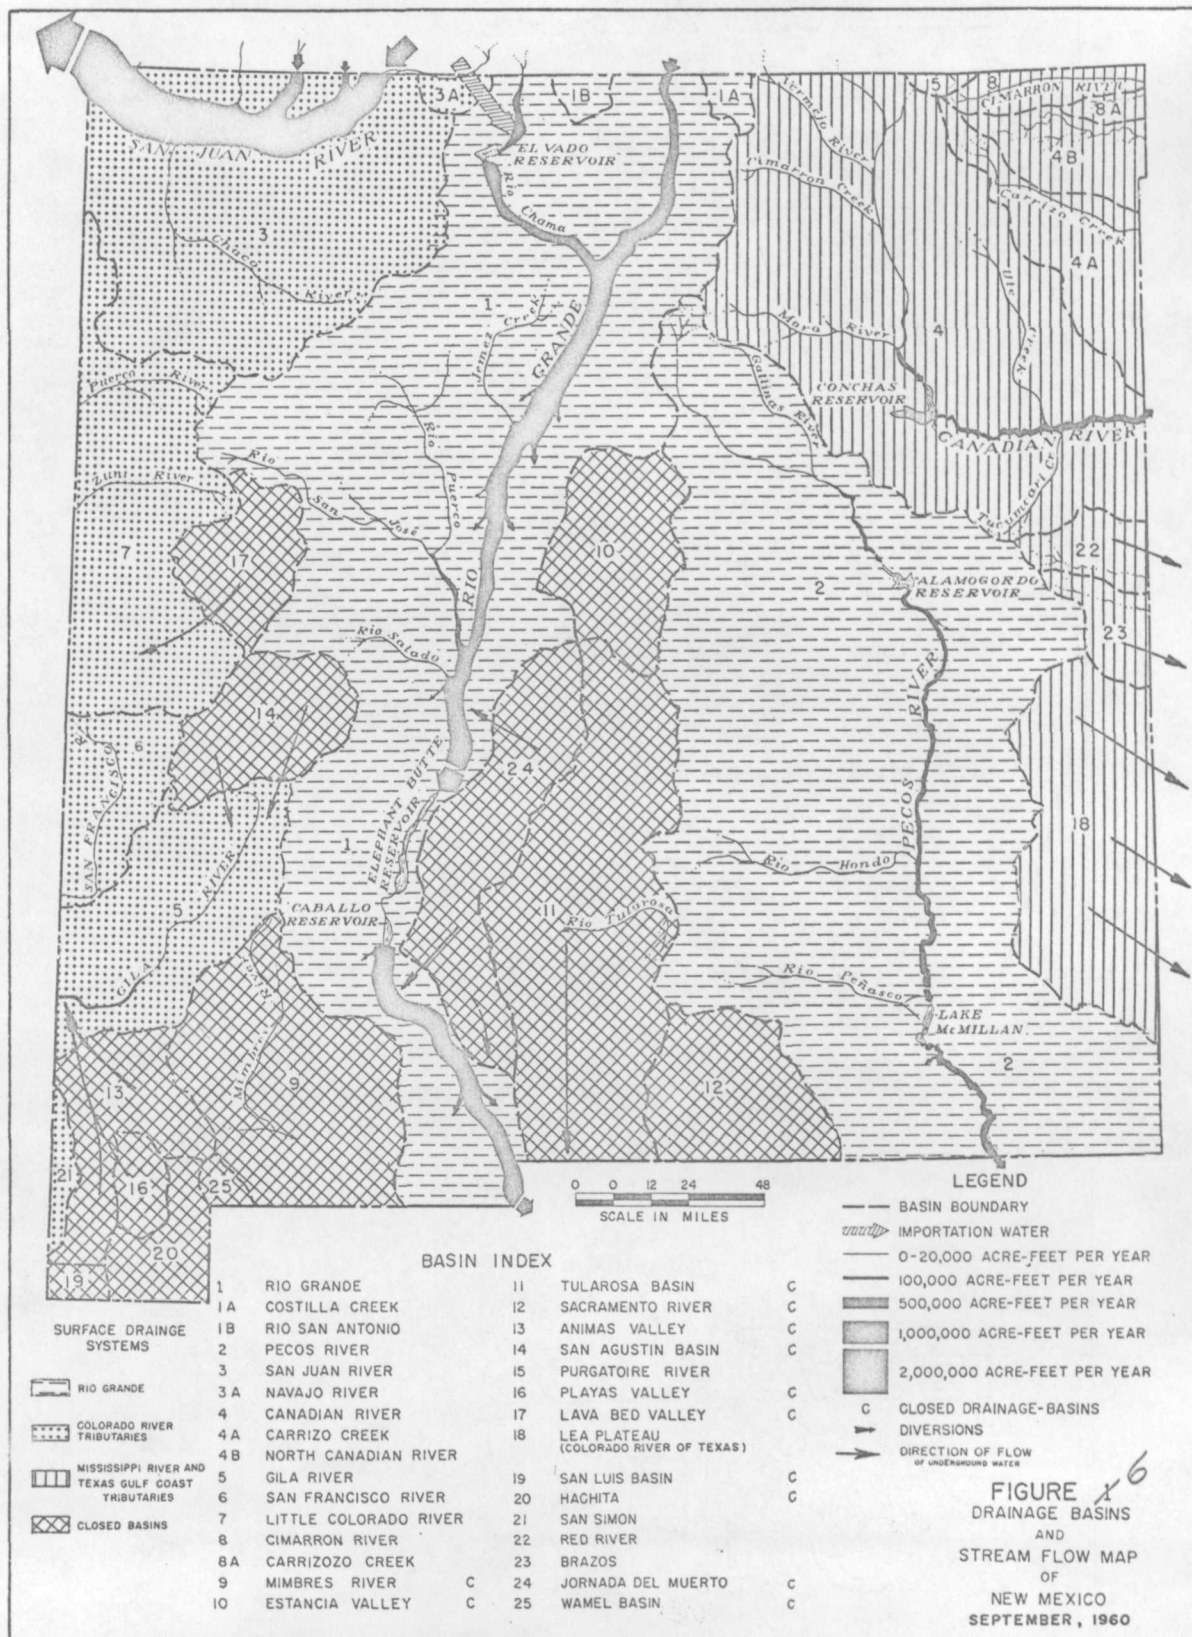 3A
1B
1A
5
8
CIMARRON RIVER
8A
SAN JUAN RIVER
EL VADO
RESERVOIR
Vermejo River
Cimarron Creek
4B
Carrizo Creek
3
Chaco River
Rio Chama
4A
Ute Creek
1
Jemez Creek
RIO GRANDE
Mora River
4
Gallinas River
CONCHAS
RESERVOIR
CANADIAN RIVER
Puerco River
Zuni River
Rio San José
Rio Puerco
Tucumcari Cr
7
17
10
2
22
ALAMOGORDO
RESERVOIR
23
Rio Salado
14
6
SAN FRANCISCO R.
24
PECOS RIVER
18
ELEPHANT BUTTE
RESERVOIR
1
Rio Hondo
5
GILA RIVER
CABALLO
RESERVOIR
11
Rio Tularosa
Mimbres River
Rio Peñasco
LAKE
McMILLAN
13
9
12
2
21
16
25
20
19
0 0 12 24 48
SCALE IN MILES
LEGEND
BASIN BOUNDARY
IMPORTATION WATER
0-20,000 ACRE-FEET PER YEAR
100,000 ACRE-FEET PER YEAR
500,000 ACRE-FEET PER YEAR
1,000,000 ACRE-FEET PER YEAR
2,000,000 ACRE-FEET PER YEAR
C CLOSED DRAINAGE-BASINS
DIVERSIONS
DIRECTION OF FLOW
OF UNDERGROUND WATER
SURFACE DRAINGE
SYSTEMS
RIO GRANDE
COLORADO RIVER
TRIBUTARIES
MISSISSIPPI RIVER AND
TEXAS GULF COAST
TRIBUTARIES
CLOSED BASINS
BASIN INDEX
1 RIO GRANDE
1A COSTILLA CREEK
1B RIO SAN ANTONIO
2 PECOS RIVER
3 SAN JUAN RIVER
3A NAVAJO RIVER
4 CANADIAN RIVER
4A CARRIZO CREEK
4B NORTH CANADIAN RIVER
5 GILA RIVER
6 SAN FRANCISCO RIVER
7 LITTLE COLORADO RIVER
8 CIMARRON RIVER
8A CARRIZOZO CREEK
9 MIMBRES RIVER C
10 ESTANCIA VALLEY C
11 TULAROSA BASIN C
12 SACRAMENTO RIVER C
13 ANIMAS VALLEY C
14 SAN AGUSTIN BASIN C
15 PURGATOIRE RIVER
16 PLAYAS VALLEY C
17 LAVA BED VALLEY C
18 LEA PLATEAU
(COLORADO RIVER OF TEXAS)
19 SAN LUIS BASIN C
20 HACHITA C
21 SAN SIMON
22 RED RIVER
23 BRAZOS
24 JORNADA DEL MUERTO C
25 WAMEL BASIN C
FIGURE 1 6
DRAINAGE BASINS
AND
STREAM FLOW MAP
OF
NEW MEXICO
SEPTEMBER, 1960